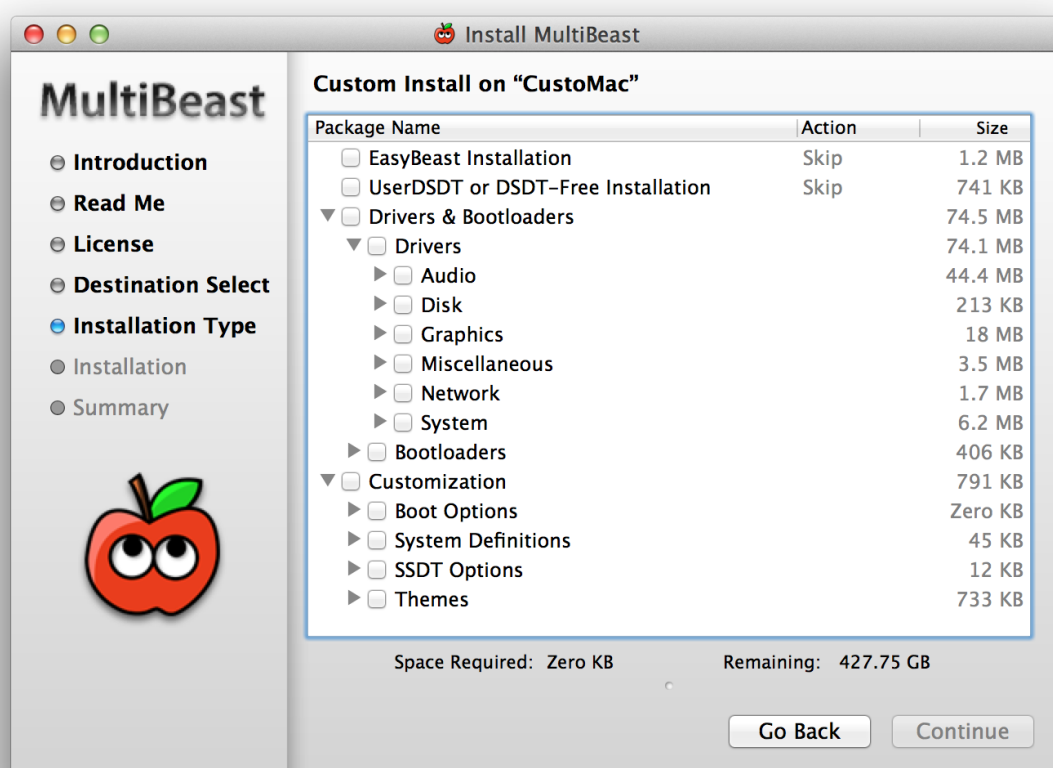 Install MultiBeast
MultiBeast
Introduction
Read Me
License
Destination Select
Installation Type
Installation
Summary
Custom Install on “CustoMac”
Package Name Action Size
EasyBeast Installation Skip 1.2 MB
UserDSDT or DSDT-Free Installation Skip 741 KB
Drivers & Bootloaders 74.5 MB
Drivers 74.1 MB
Audio 44.4 MB
Disk 213 KB
Graphics 18 MB
Miscellaneous 3.5 MB
Network 1.7 MB
System 6.2 MB
Bootloaders 406 KB
Customization 791 KB
Boot Options Zero KB
System Definitions 45 KB
SSDT Options 12 KB
Themes 733 KB
Space Required: Zero KB Remaining: 427.75 GB
Go Back Continue